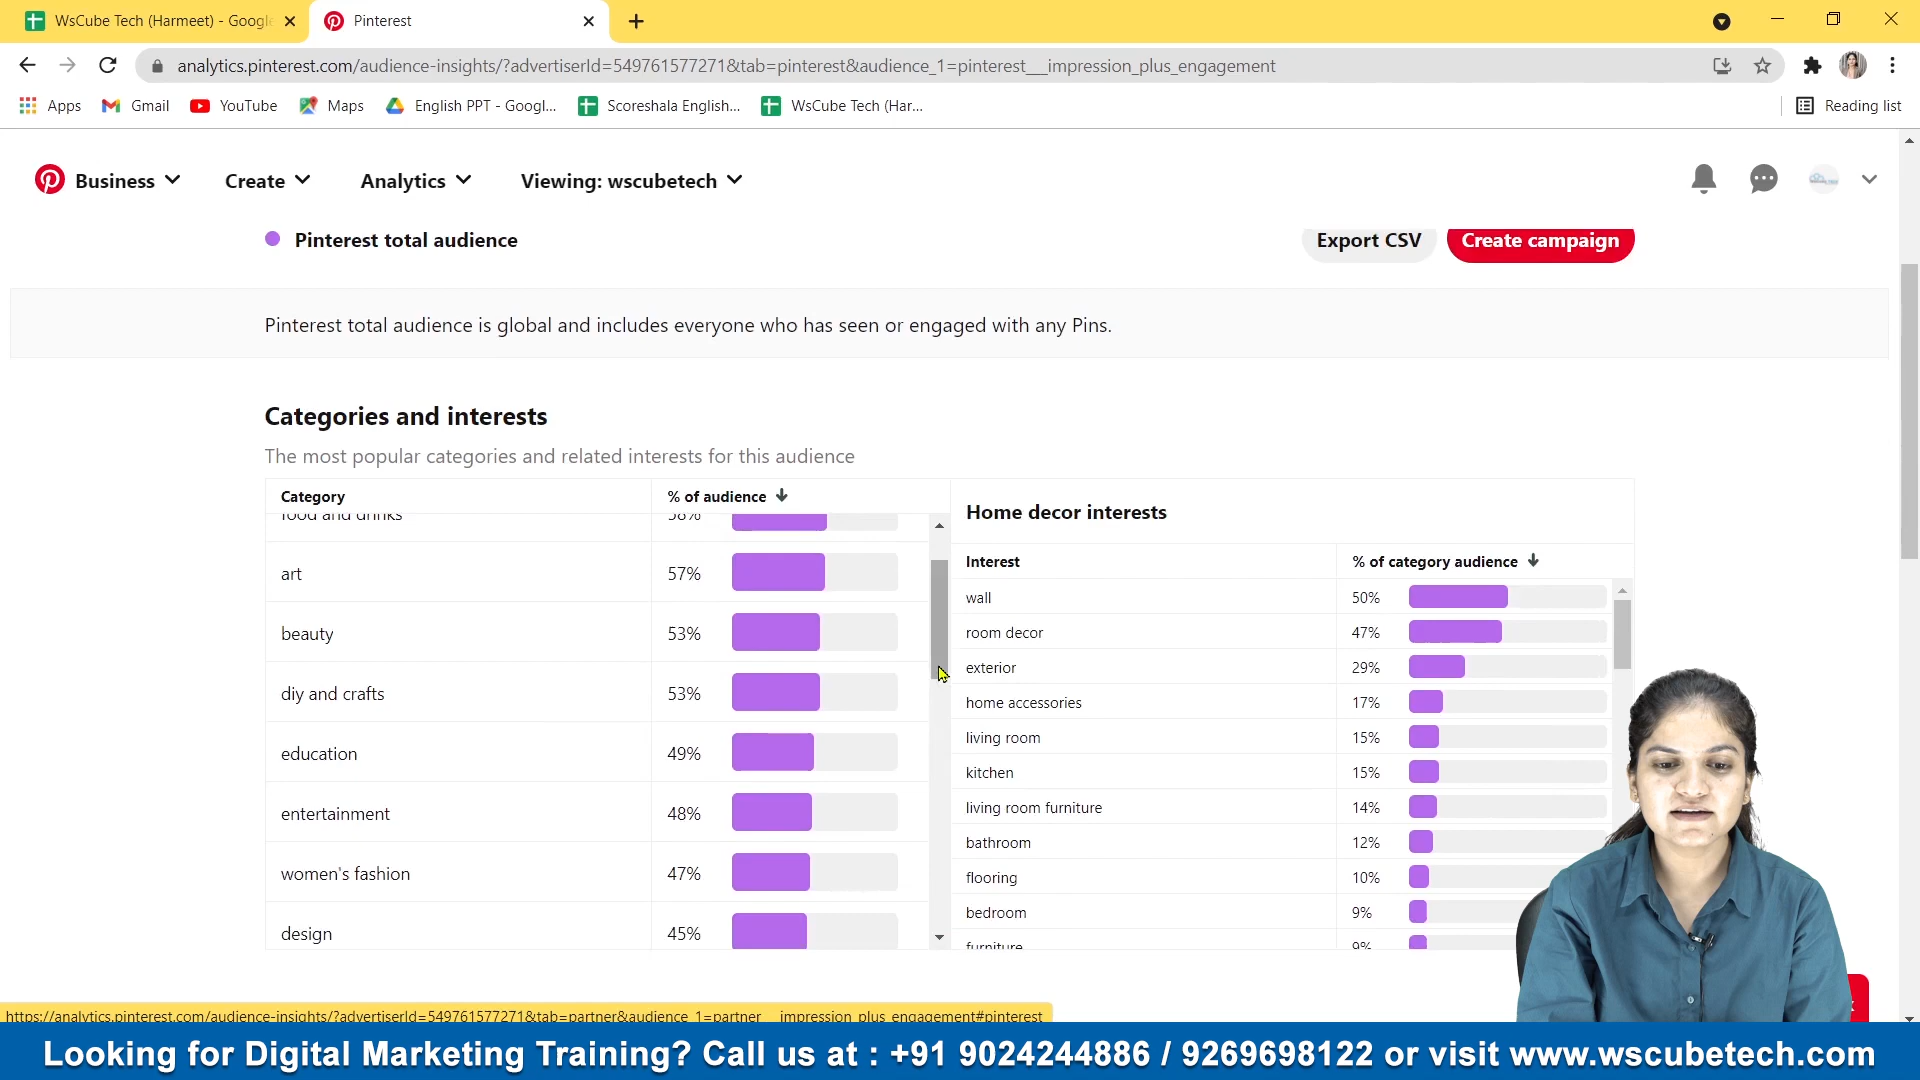 WsCube Tech (Harmeet) - Google
Pinterest
analytics.pinterest.com/audience-insights/?advertiserId=549761577271&tab=pinterest&audience_1=pinterest__impression_plus_engagement
Apps
Gmail
YouTube
Maps
English PPT - Googl...
Scoreshala English...
WsCube Tech (Har...
Reading list
Business
Create
Analytics
Viewing: wscubetech
Pinterest total audience
Export CSV
Create campaign
Pinterest total audience is global and includes everyone who has seen or engaged with any Pins.
Categories and interests
The most popular categories and related interests for this audience
Category
% of audience
food and drinks 58%
art 57%
beauty 53%
diy and crafts 53%
education 49%
entertainment 48%
women's fashion 47%
design 45%
Home decor interests
Interest
% of category audience
wall 50%
room decor 47%
exterior 29%
home accessories 17%
living room 15%
kitchen 15%
living room furniture 14%
bathroom 12%
flooring 10%
bedroom 9%
furniture 9%
https://analytics.pinterest.com/audience-insights/?advertiserId=549761577271&tab=partner&audience_1=partner__impression_plus_engagement#pinterest
Looking for Digital Marketing Training? Call us at : +91 9024244886 / 9269698122 or visit www.wscubetech.com